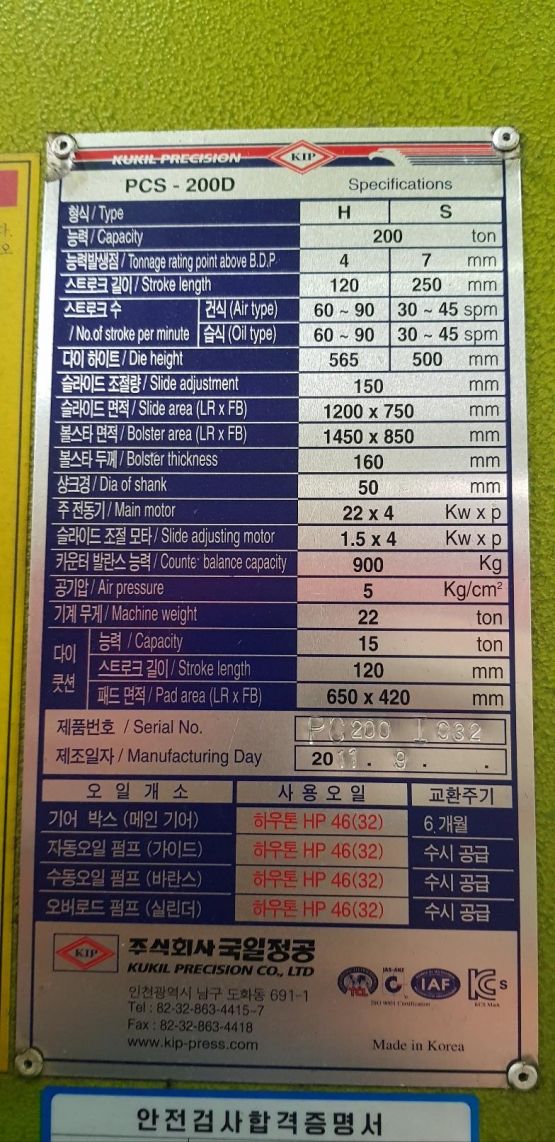 KUKIL PRECISION KIP
PCS - 200D Specifications
형식 / Type H S
능력 / Capacity 200 ton
능력발생점 / Tonnage rating point above B.D.P 4 7 mm
스트로크 길이 / Stroke length 120 250 mm
스트로크 수 건식 (Air type) 60 ~ 90 30 ~ 45 spm
/ No.of stroke per minute 습식 (Oil type) 60 ~ 90 30 ~ 45 spm
다이 하이트 / Die height 565 500 mm
슬라이드 조절량 / Slide adjustment 150 mm
슬라이드 면적 / Slide area (LR x FB) 1200 x 750 mm
볼스타 면적 / Bolster area (LR x FB) 1450 x 850 mm
볼스타 두께 / Bolster thickness 160 mm
샹크경 / Dia of shank 50 mm
주 전동기 / Main motor 22 x 4 Kw x p
슬라이드 조절 모타 / Slide adjusting motor 1.5 x 4 Kw x p
카운터 발란스 능력 / Counte balance capacity 900 Kg
공기압 / Air pressure 5 Kg/cm²
기계 무게 / Machine weight 22 ton
다이 쿳션
능력 / Capacity 15 ton
스트로크 길이 / Stroke length 120 mm
패드 면적 / Pad area (LR x FB) 650 x 420 mm
제품번호 / Serial No. PC200 I 032
제조일자 / Manufacturing Day 2011 . 9 . .
오 일 개 소 사 용 오 일 교환주기
기어 박스 (메인 기어) 하우톤 HP 46(32) 6.개월
자동오일 펌프 (가이드) 하우톤 HP 46(32) 수시 공급
수동오일 펌프 (바란스) 하우톤 HP 46(32) 수시 공급
오버로드 펌프 (실린더) 하우톤 HP 46(32) 수시 공급
KIP 주식회사 국일정공
KUKIL PRECISION CO., LTD
인천광역시 남구 도화동 691-1
Tel : 82-32-863-4415~7
Fax : 82-32-863-4418
www.kip-press.com
TCL JAS-ANZ IAF KC s
ISO 9001 Certification KCS Mark
Made in Korea
안전검사합격증명서